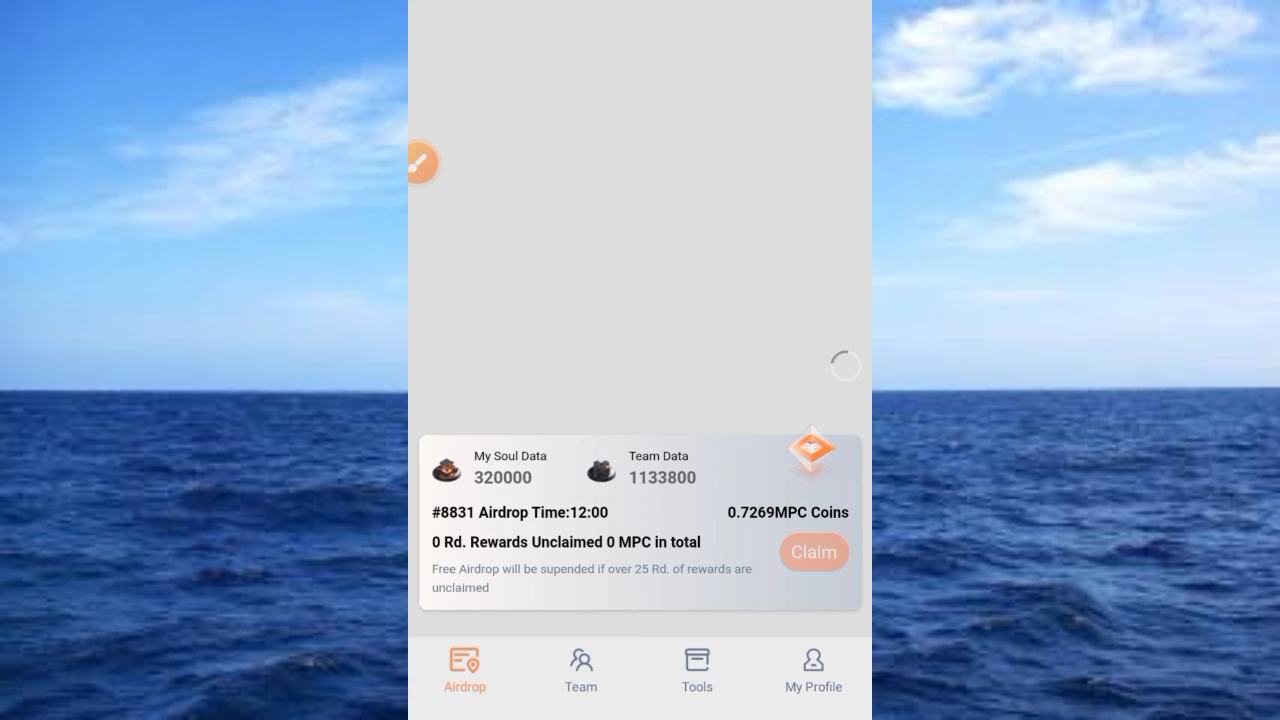 My Soul Data
320000
Team Data
1133800
#8831 Airdrop Time:12:00
0.7269MPC Coins
0 Rd. Rewards Unclaimed 0 MPC in total
Claim
Free Airdrop will be supended if over 25 Rd. of rewards are
unclaimed
Airdrop
Team
Tools
My Profile